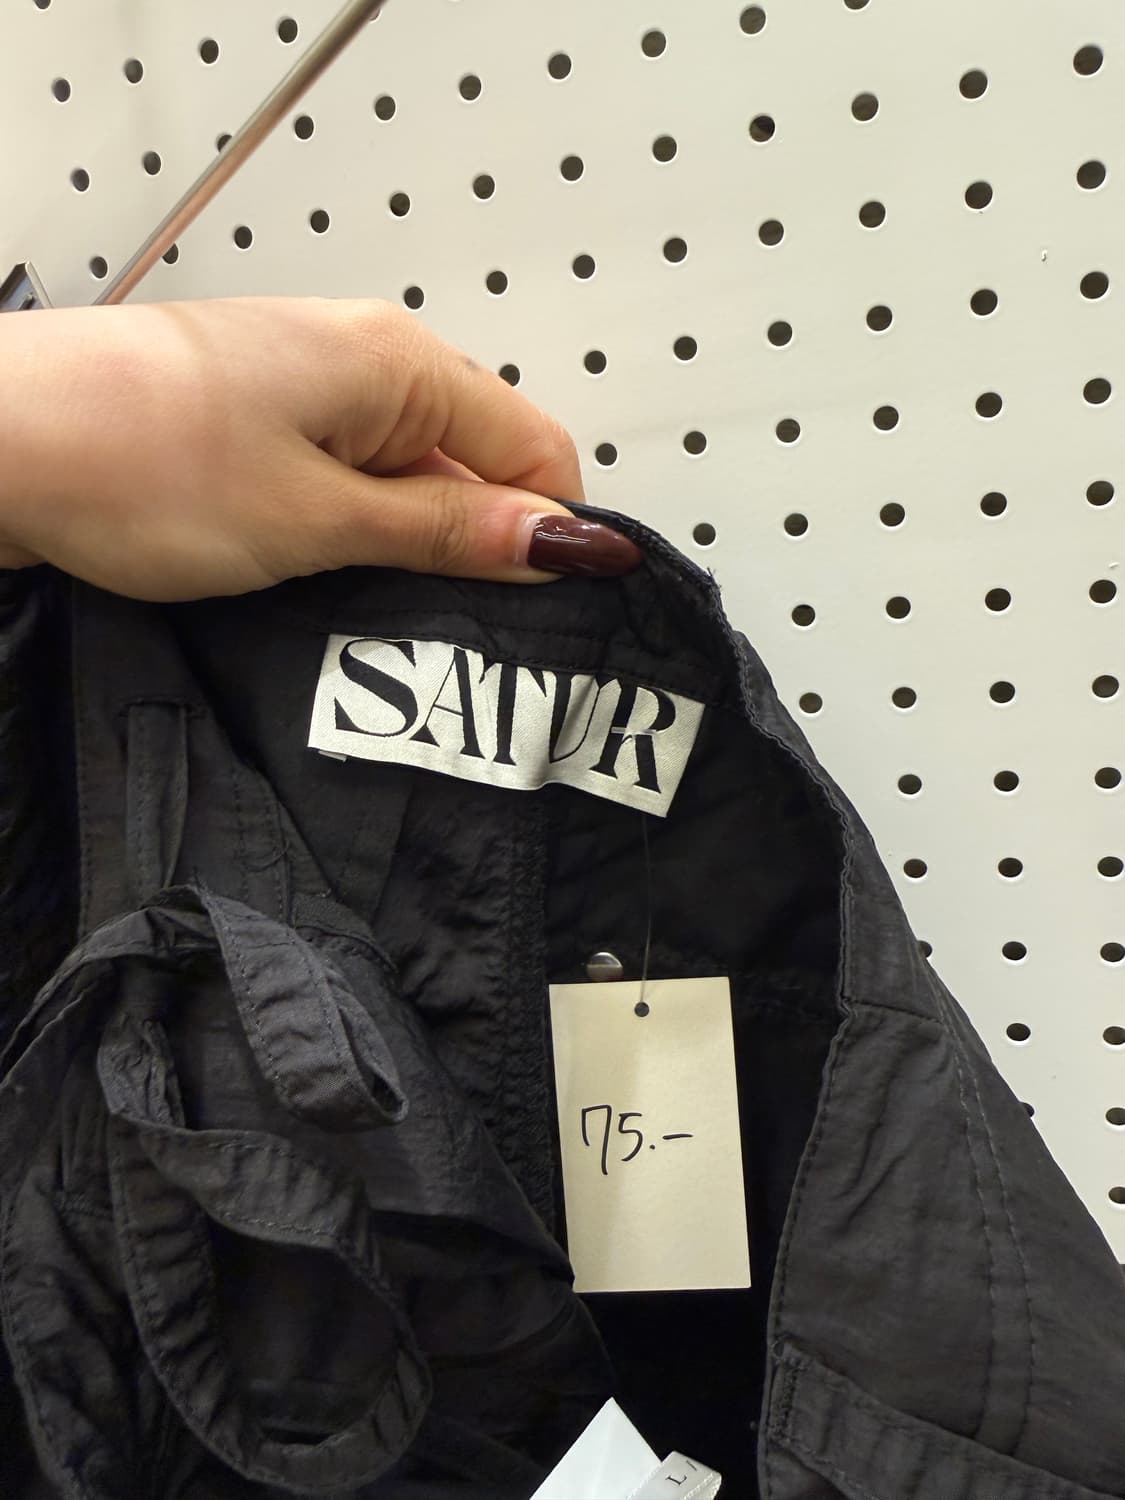 SATUR
75.-
L/